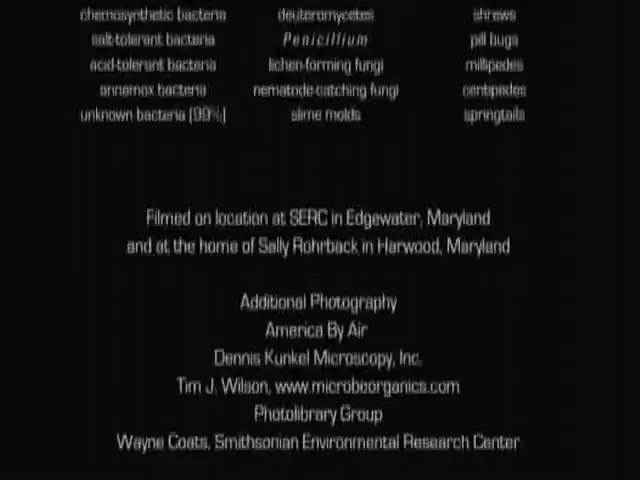 chemosynthetic bacteria deuteromycetes shrews
salt-tolerant bacteria Penicillium pill bugs
acid-tolerant bacteria lichen-forming fungi millipedes
annamox bacteria nematode-catching fungi centipedes
unknown bacteria (99%) slime molds springtails
Filmed on location at SERC in Edgewater, Maryland
and at the home of Sally Rohrback in Harwood, Maryland
Additional Photography
America By Air
Dennis Kunkel Microscopy, Inc.
Tim J. Wilson, www.microbeorganics.com
Photolibrary Group
Wayne Coats, Smithsonian Environmental Research Center